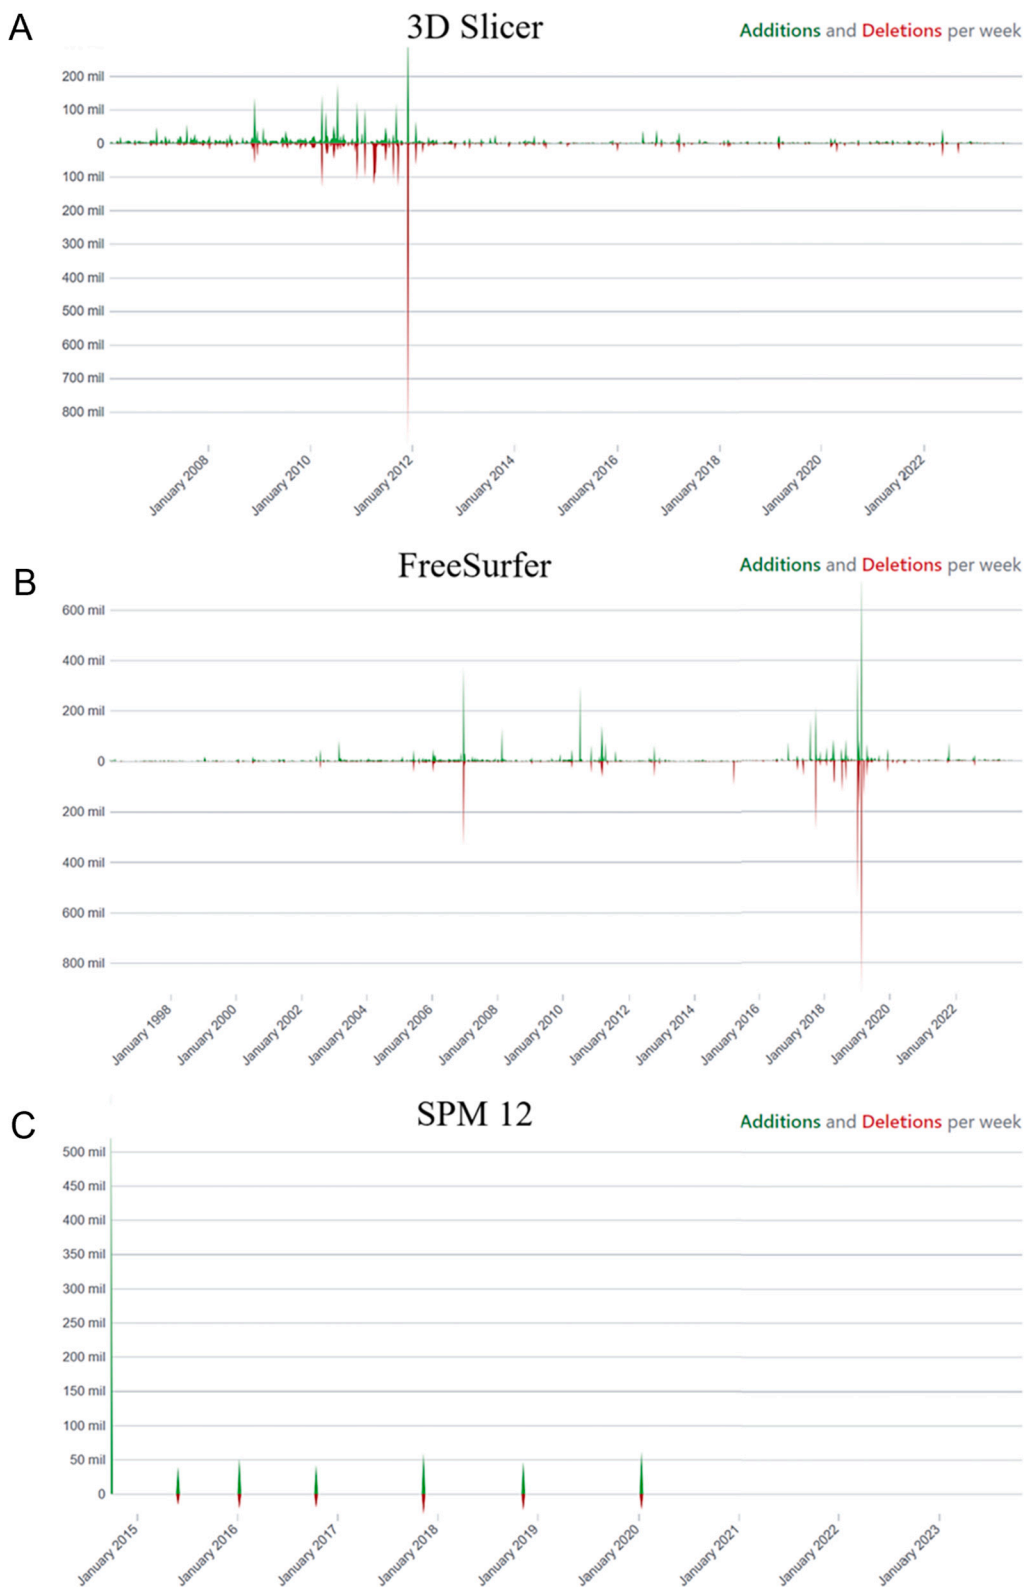 A
3D Slicer
Additions and Deletions per week
200 mil
100 mil
0
100 mil
200 mil
300 mil
400 mil
500 mil
600 mil
700 mil
800 mil
January 2008
January 2010
January 2012
January 2014
January 2016
January 2018
January 2020
January 2022
B
FreeSurfer
Additions and Deletions per week
600 mil
400 mil
200 mil
0
200 mil
400 mil
600 mil
800 mil
January 1998
January 2000
January 2002
January 2004
January 2006
January 2008
January 2010
January 2012
January 2014
January 2016
January 2018
January 2020
January 2022
C
SPM 12
Additions and Deletions per week
500 mil
450 mil
400 mil
350 mil
300 mil
250 mil
200 mil
150 mil
100 mil
50 mil
0
January 2015
January 2016
January 2017
January 2018
January 2019
January 2020
January 2021
January 2022
January 2023